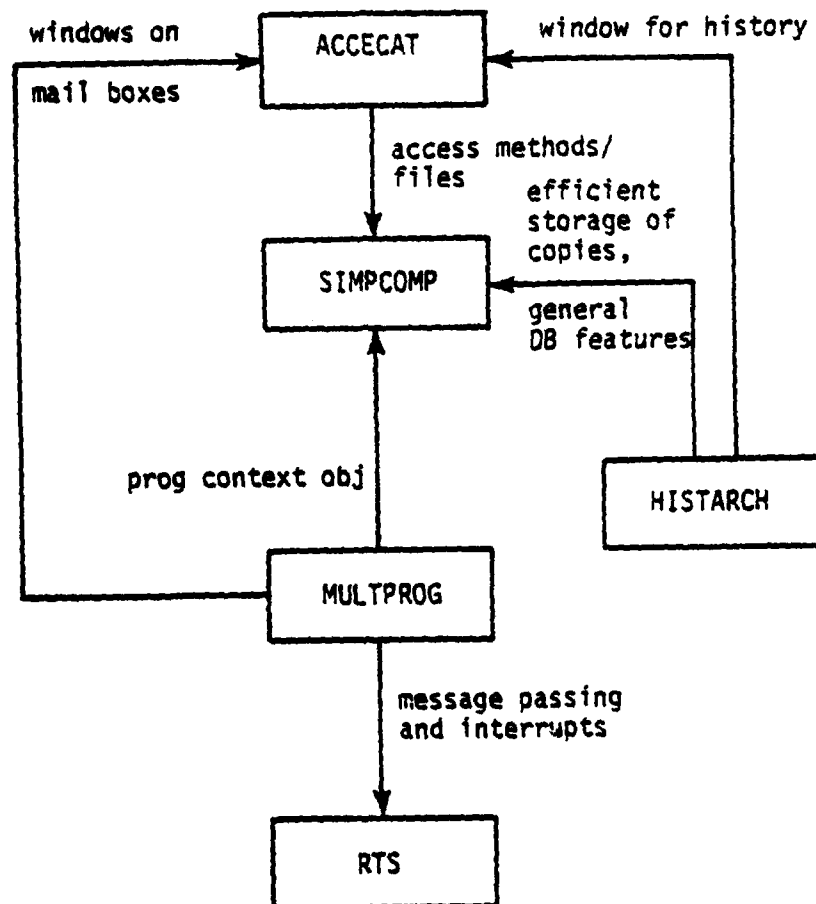 windows on
mail boxes
ACCECAT
window for history
access methods/
files
efficient
storage of
copies,
SIMPCOMP
general
DB features
prog context obj
HISTARCH
MULTPROG
message passing
and interrupts
RTS